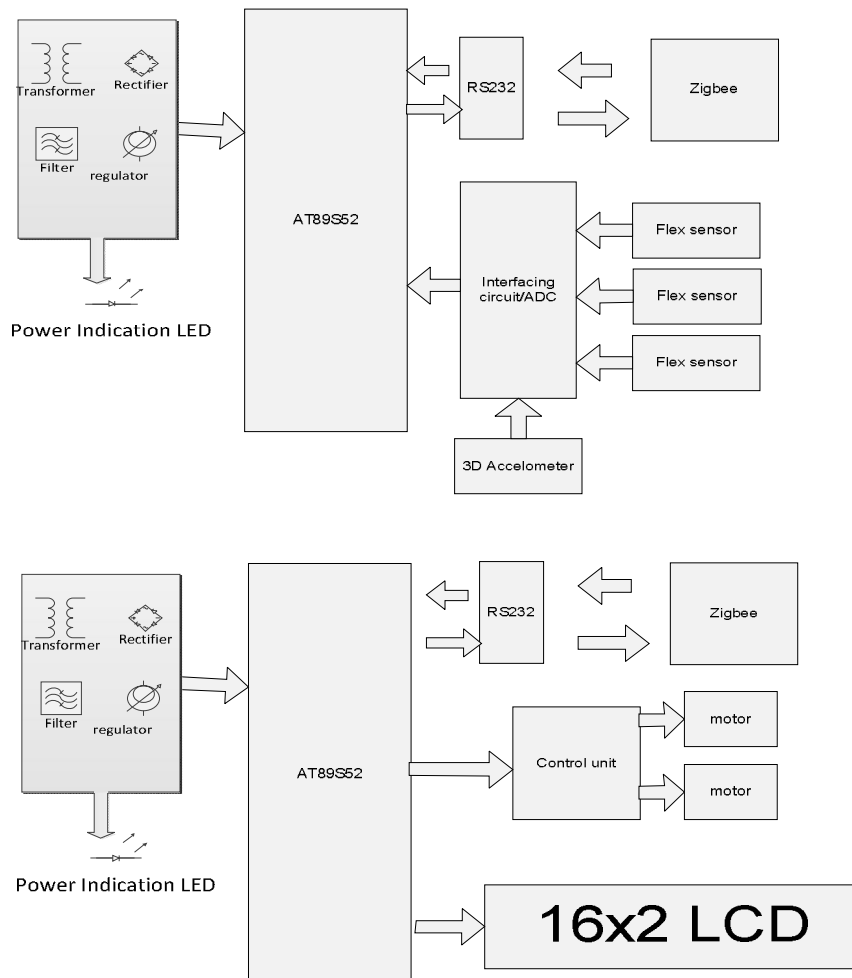 Transformer
Rectifier
Filter
regulator
Power Indication LED
AT89S52
RS232
Zigbee
Interfacing
circuit/ADC
Flex sensor
Flex sensor
Flex sensor
3D Accelometer
Transformer
Rectifier
Filter
regulator
Power Indication LED
AT89S52
RS232
Zigbee
Control unit
motor
motor
16x2 LCD